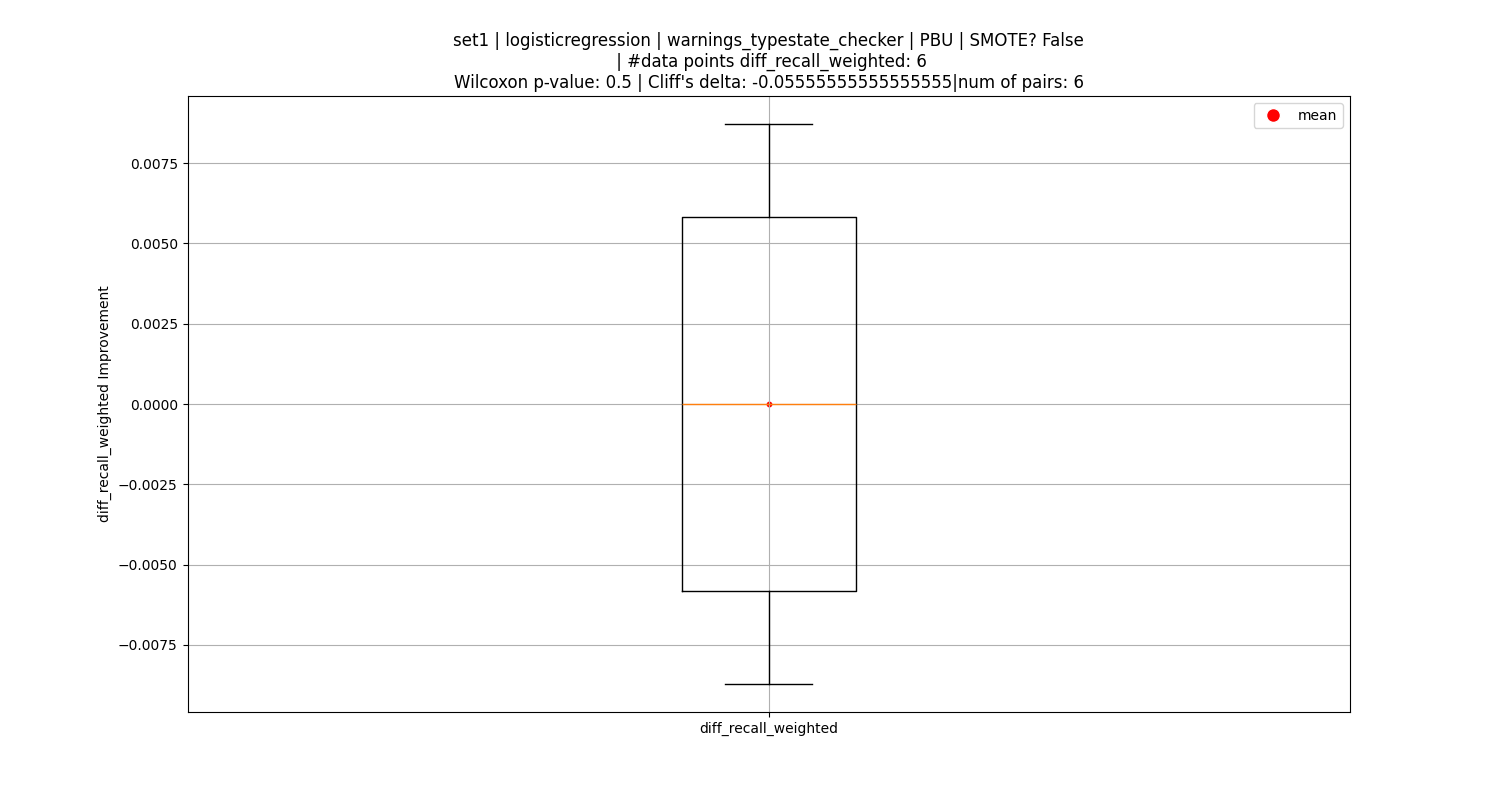 set1 | logisticregression | warnings_typestate_checker | PBU | SMOTE? False
| #data points diff_recall_weighted: 6
Wilcoxon p-value: 0.5 | Cliff's delta: -0.05555555555555555|num of pairs: 6
mean
0.0075
0.0050
0.0025
0.0000
−0.0025
−0.0050
−0.0075
diff_recall_weighted Improvement
diff_recall_weighted